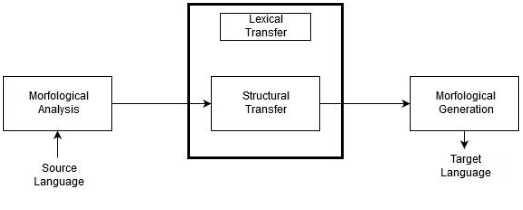 Lexical
Transfer
Morfological
Analysis
Structural
Transfer
Morfological
Generation
Source
Language
Target
Language